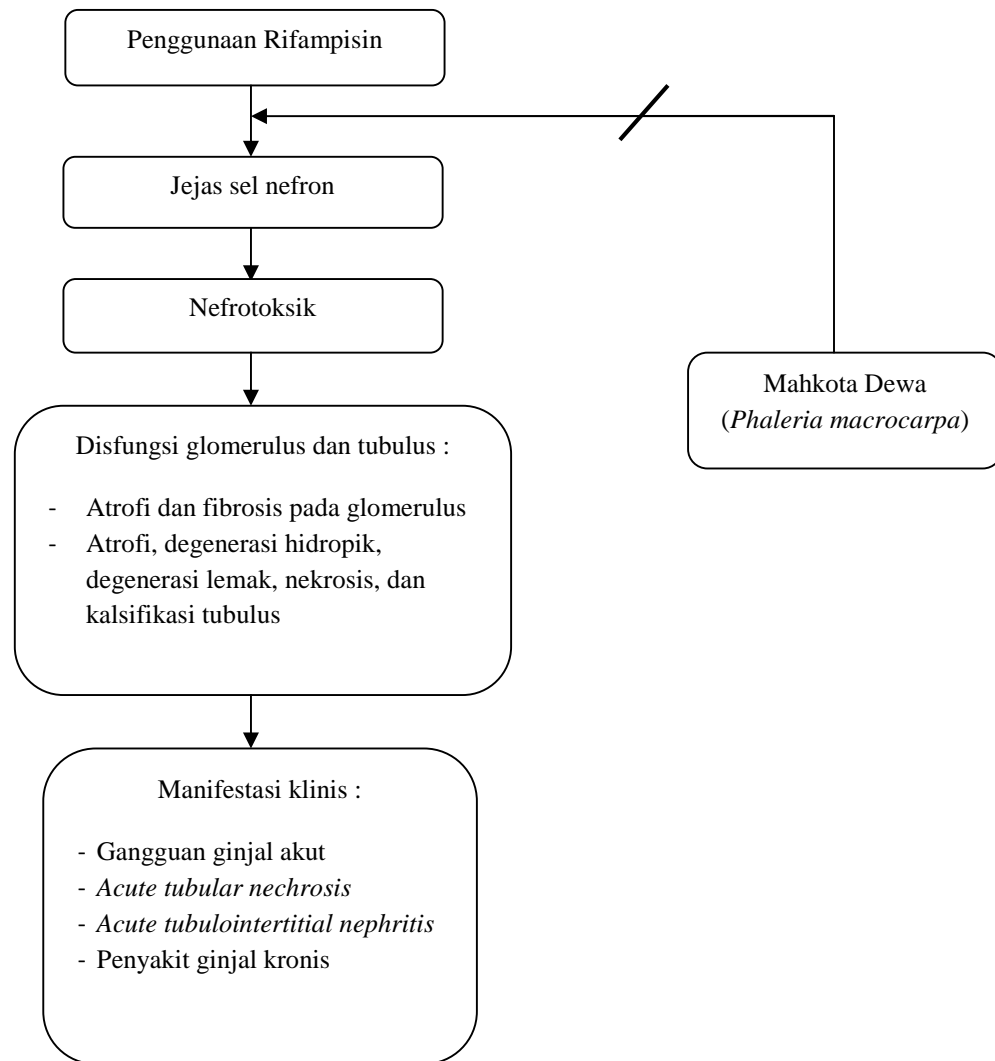 Penggunaan Rifampisin
Jejas sel nefron
Nefrotoksik
Mahkota Dewa
(Phaleria macrocarpa)
Disfungsi glomerulus dan tubulus :
- Atrofi dan fibrosis pada glomerulus
- Atrofi, degenerasi hidropik,
degenerasi lemak, nekrosis, dan
kalsifikasi tubulus
Manifestasi klinis :
- Gangguan ginjal akut
- Acute tubular nechrosis
- Acute tubulointertitial nephritis
- Penyakit ginjal kronis